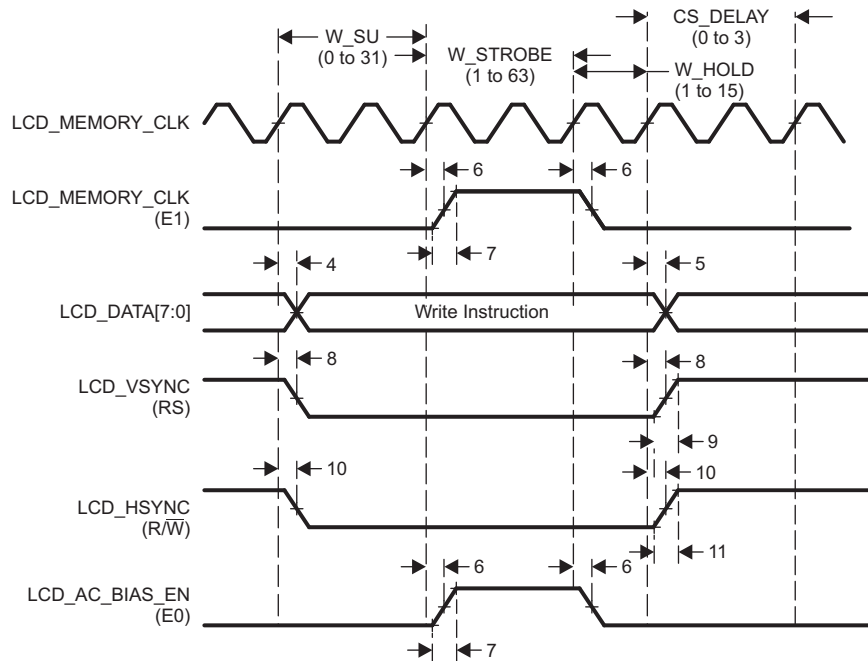 W_SU
(0 to 31)
W_STROBE
(1 to 63)
CS_DELAY
(0 to 3)
W_HOLD
(1 to 15)
LCD_MEMORY_CLK
LCD_MEMORY_CLK
(E1)
6
6
7
LCD_DATA[7:0]
4
5
Write Instruction
LCD_VSYNC
(RS)
8
8
9
LCD_HSYNC
(R/W̅)
10
10
11
LCD_AC_BIAS_EN
(E0)
6
6
7